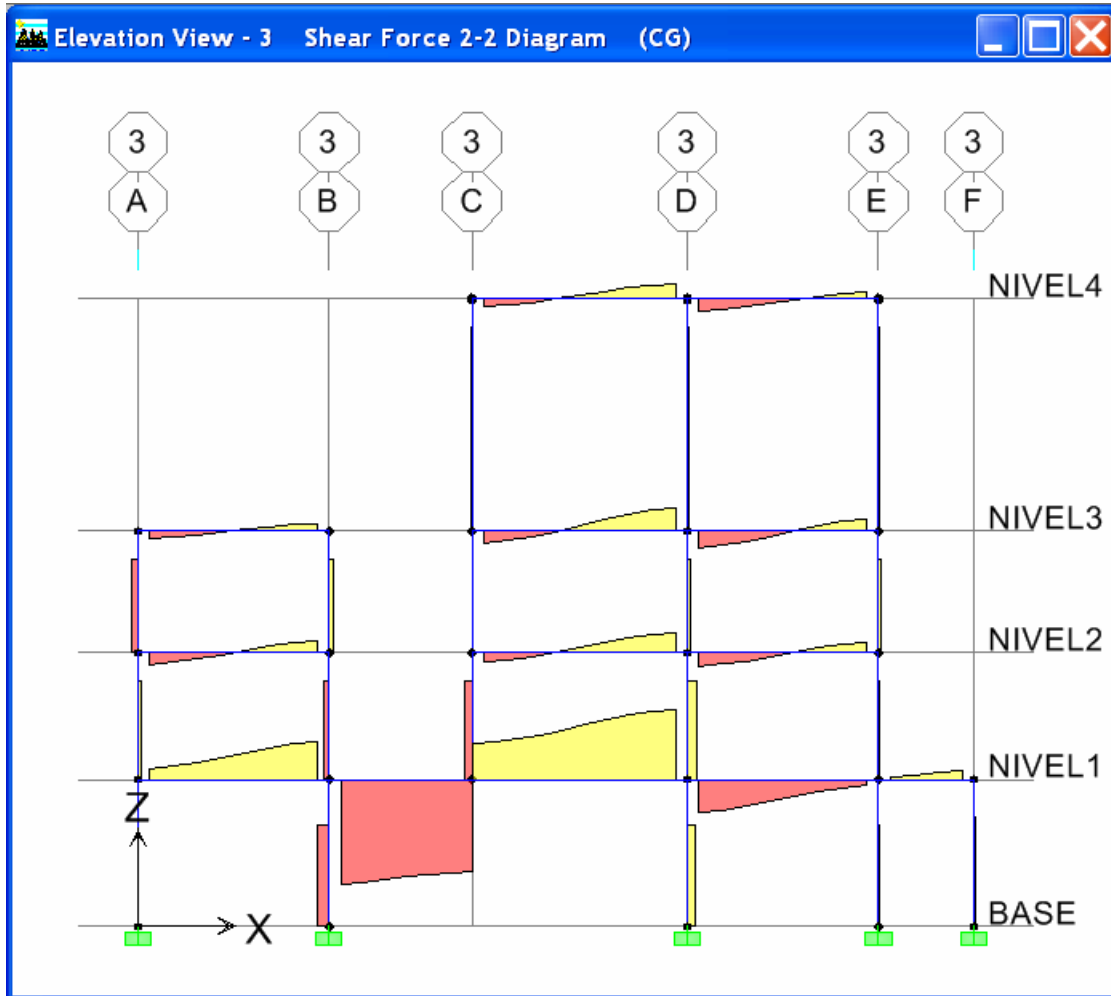 Elevation View - 3 Shear Force 2-2 Diagram (CG)
3 3 3 3 3 3
A B C D E F
NIVEL4
NIVEL3
NIVEL2
NIVEL1
Z
X
BASE